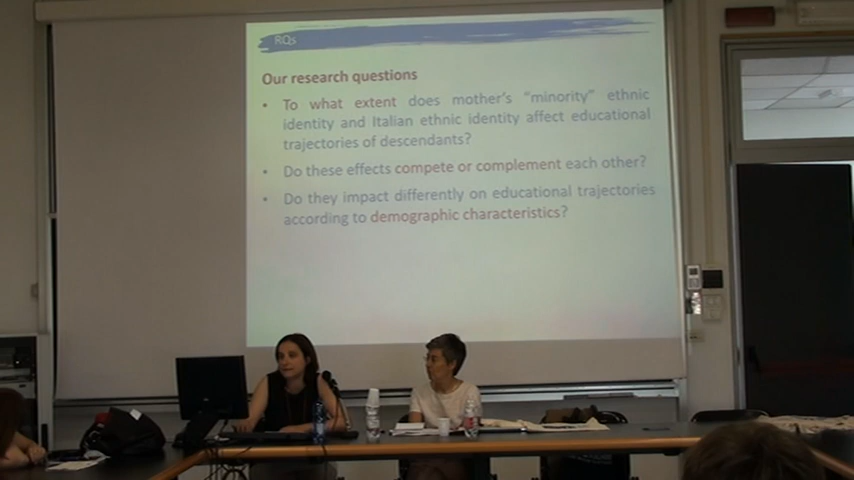 RQs
Our research questions
• To what extent does mother's "minority" ethnic
identity and Italian ethnic identity affect educational
trajectories of descendants?
• Do these effects compete or complement each other?
• Do they impact differently on educational trajectories
according to demographic characteristics?